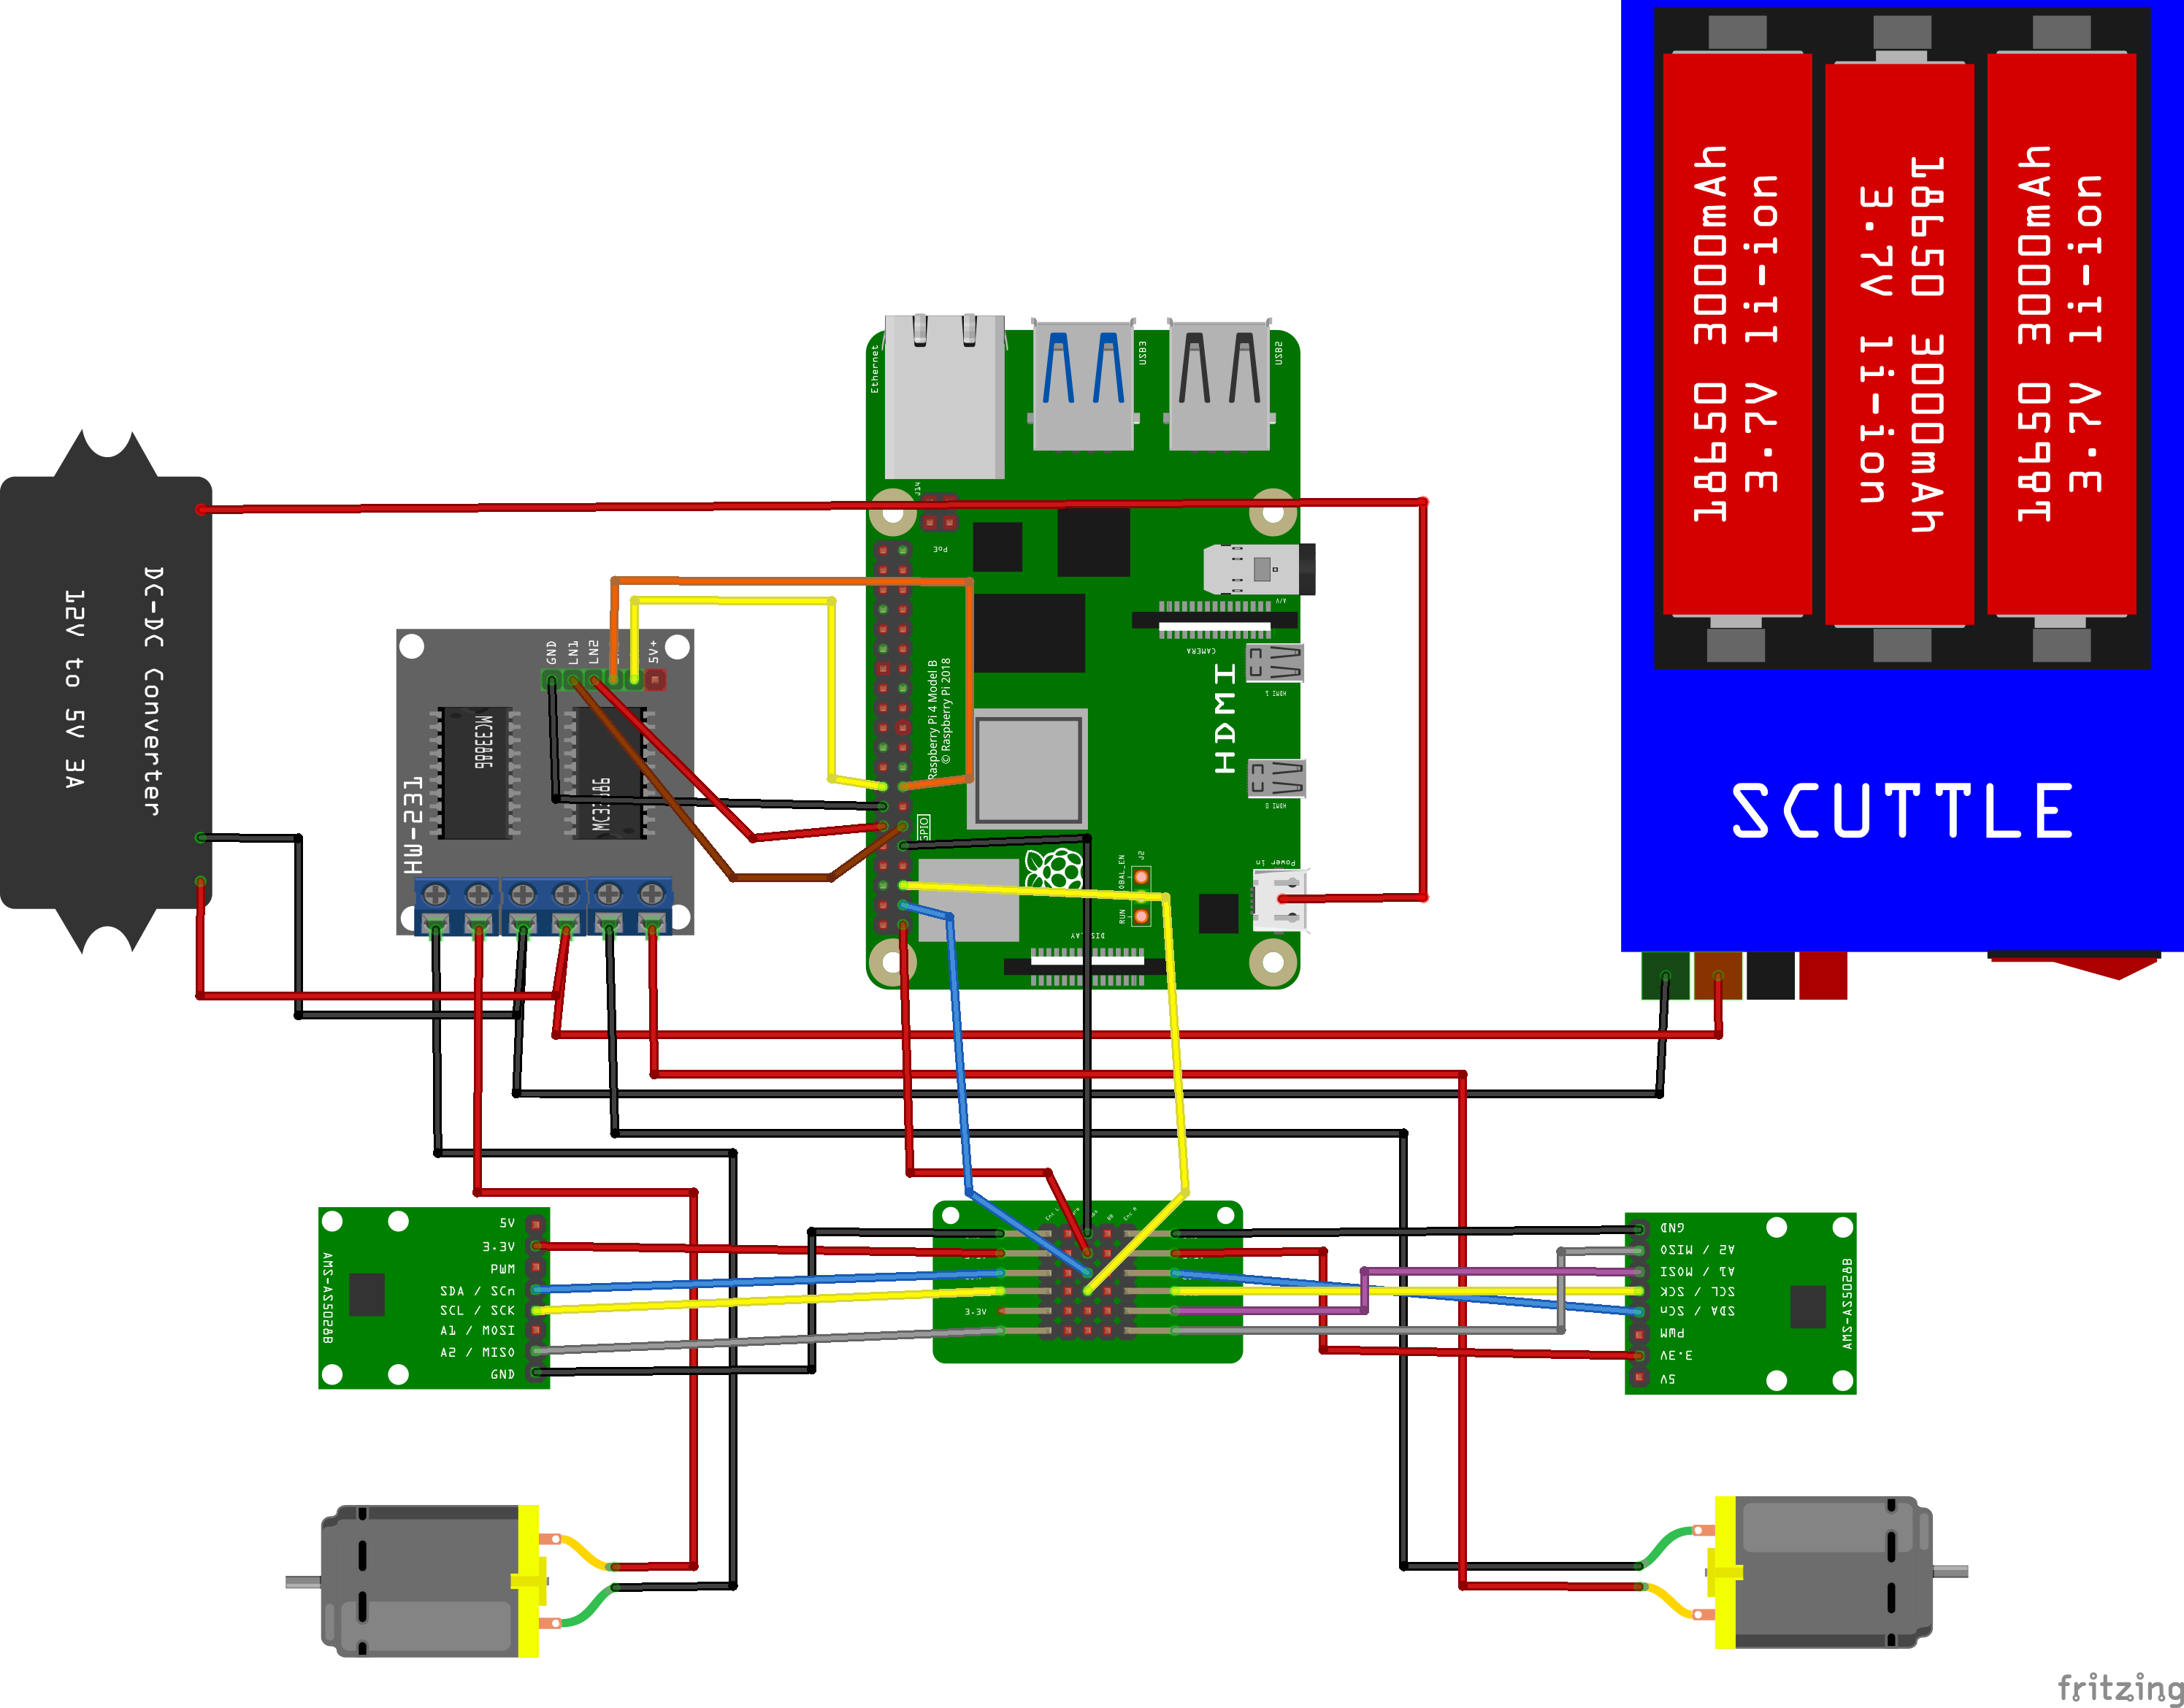 18650 3000mAh
3.7V li-ion
18650 3000mAh
3.7V li-ion
18650 3000mAh
3.7V li-ion
SCUTTLE
Ethernet
USB3
USB2
J14
PoE
A/V
CAMERA
HDMI 1
HDMI
HDMI 0
Raspberry Pi 4 Model B
© Raspberry Pi 2018
GPIO
J2
GLOBAL_EN
RUN
Power in
DISPLAY
DC-DC Converter
12V to 5V 3A
GND
LN1
LN2
5V+
MC33886
MC33886
HW-231
5V
3.3V
PWM
SDA / SCn
SCL / SCK
A1 / MOSI
A2 / MISO
GND
AMS-AS5028B
3.3V
GND
A2 / MISO
A1 / MOSI
SCL / SCK
SDA / SCn
PWM
3.3V
5V
AMS-AS5028B
fritzing